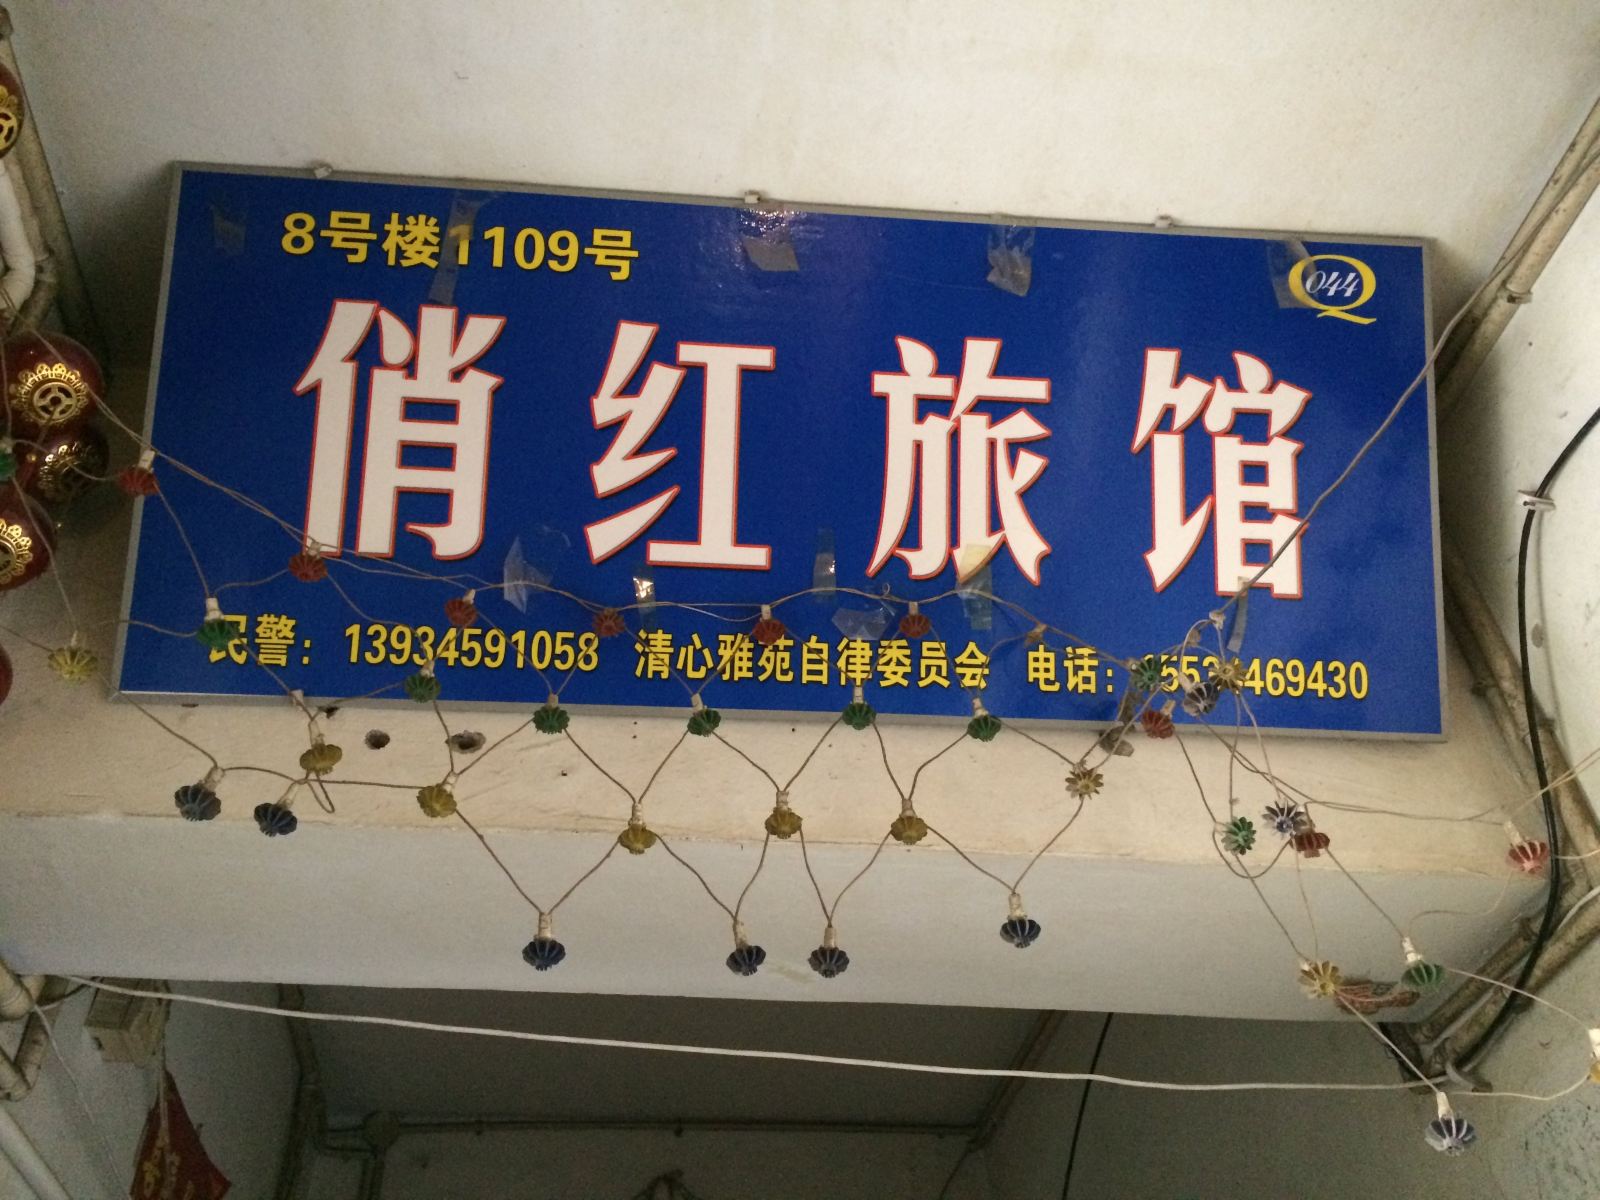 8号楼1109号
044
俏红旅馆
民警：13934591058 清心雅苑自律委员会 电话：